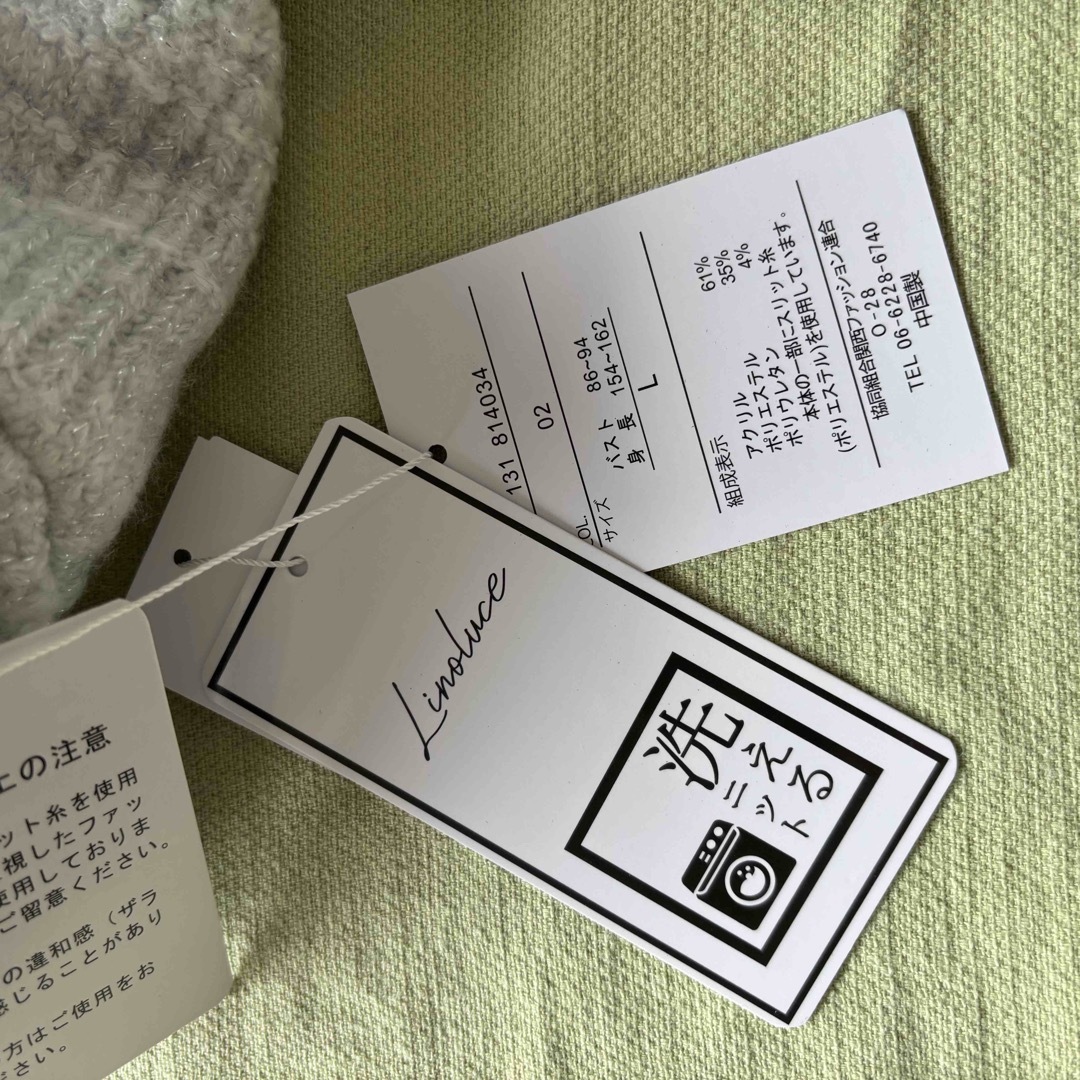 131 814034
02
サイズ
バスト 86~94
身長 154~162
L
組成表示
アクリル 61%
ポリエステル 35%
ポリウレタン 4%
本体の一部にスリット糸
(ポリエステル)を使用しています。
協同組合関西ファッション連合
O-28
TEL 06-6228-6740
中国製
Linoluce
洗える
ニット
の注意
ット糸を使用
視したファッ
使用しておりま
ご留意ください。
の違和感（ザラ
感じることがあり
方はご使用をお
ださい。